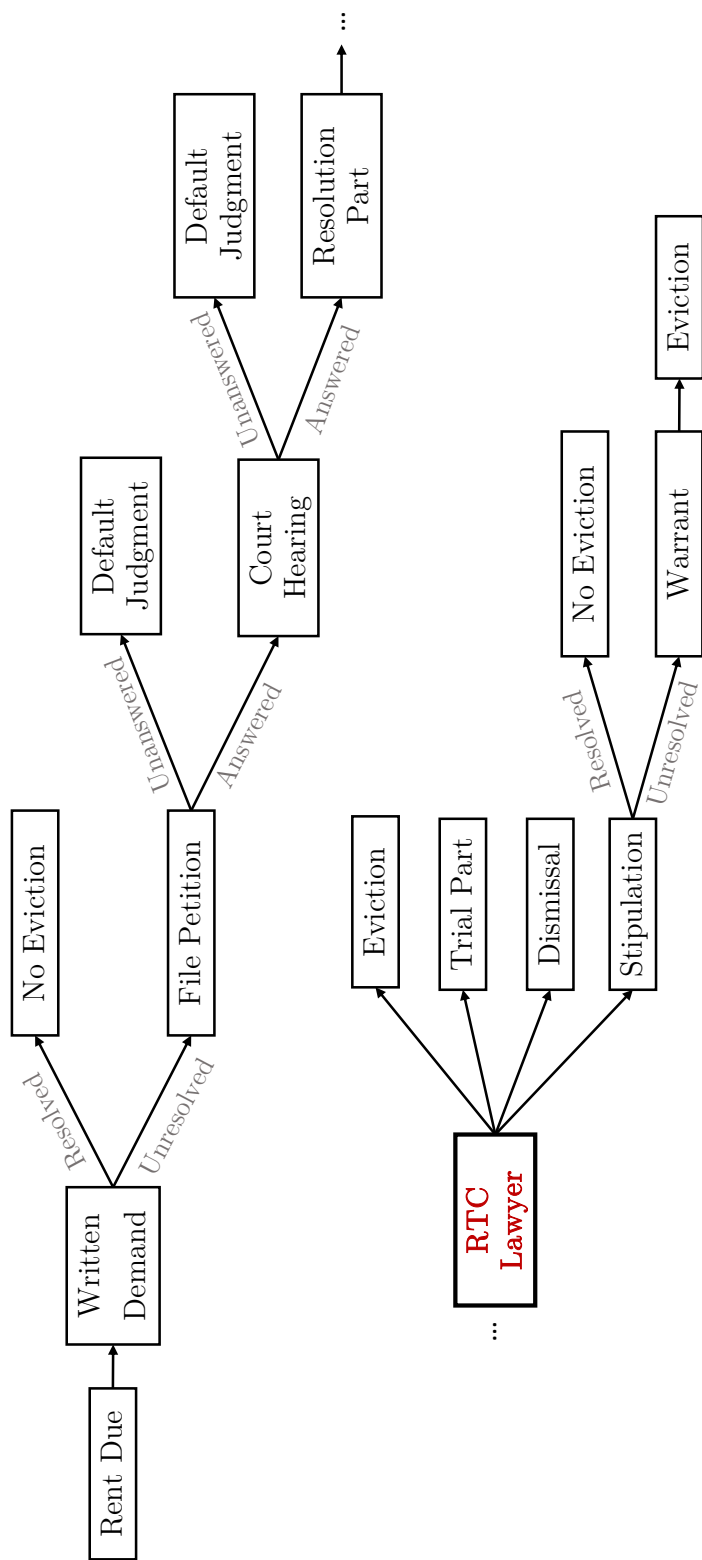 Rent Due
Written
Demand
Resolved
Unresolved
No Eviction
File Petition
Unanswered
Answered
Default
Judgment
Court
Hearing
Unanswered
Answered
Default
Judgment
Resolution
Part
...
...
RTC
Lawyer
Eviction
Trial Part
Dismissal
Stipulation
Resolved
Unresolved
No Eviction
Warrant
Eviction